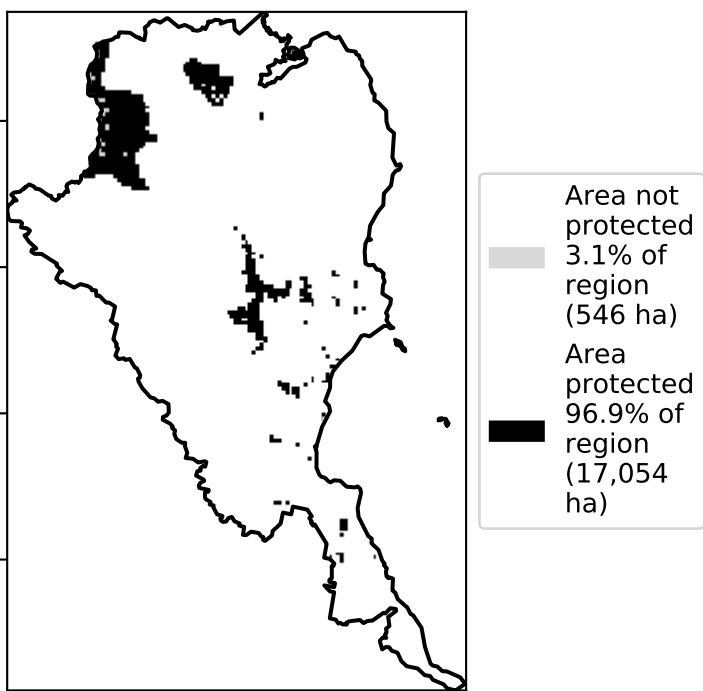 Area not
protected
3.1% of
region
(546 ha)
Area
protected
96.9% of
region
(17,054
ha)